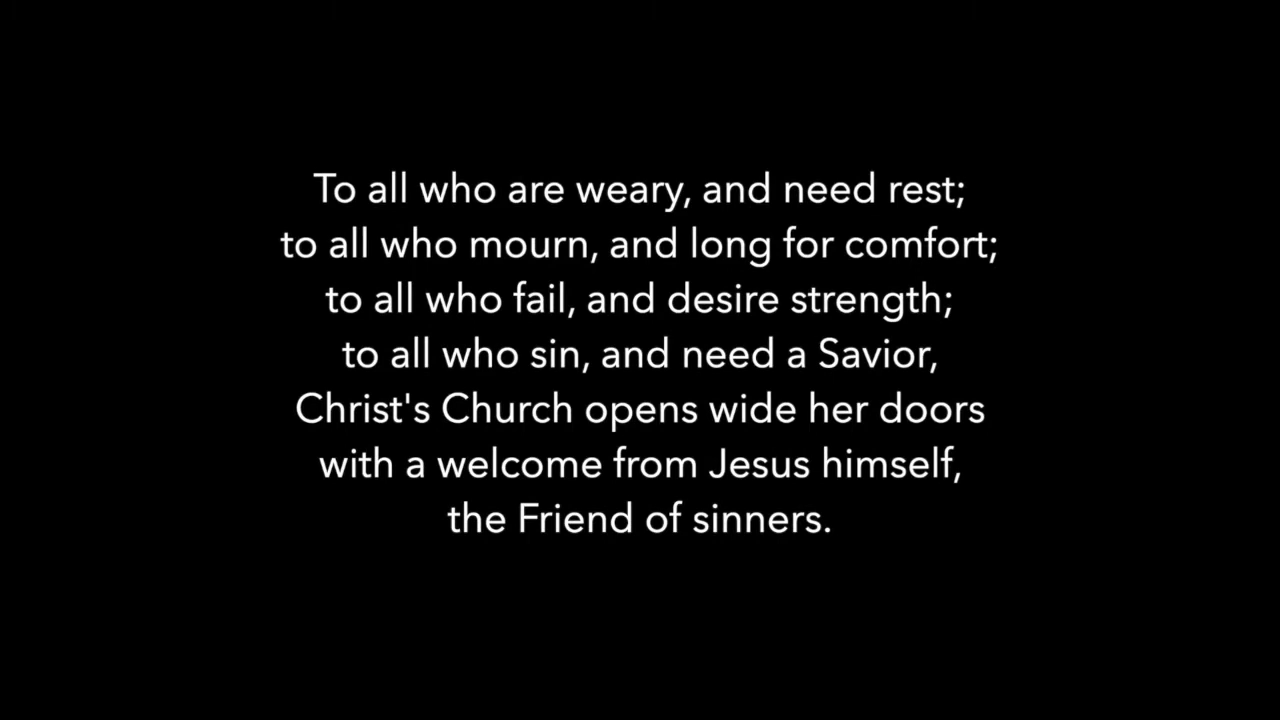 To all who are weary, and need rest;
to all who mourn, and long for comfort;
to all who fail, and desire strength;
to all who sin, and need a Savior,
Christ's Church opens wide her doors
with a welcome from Jesus himself,
the Friend of sinners.